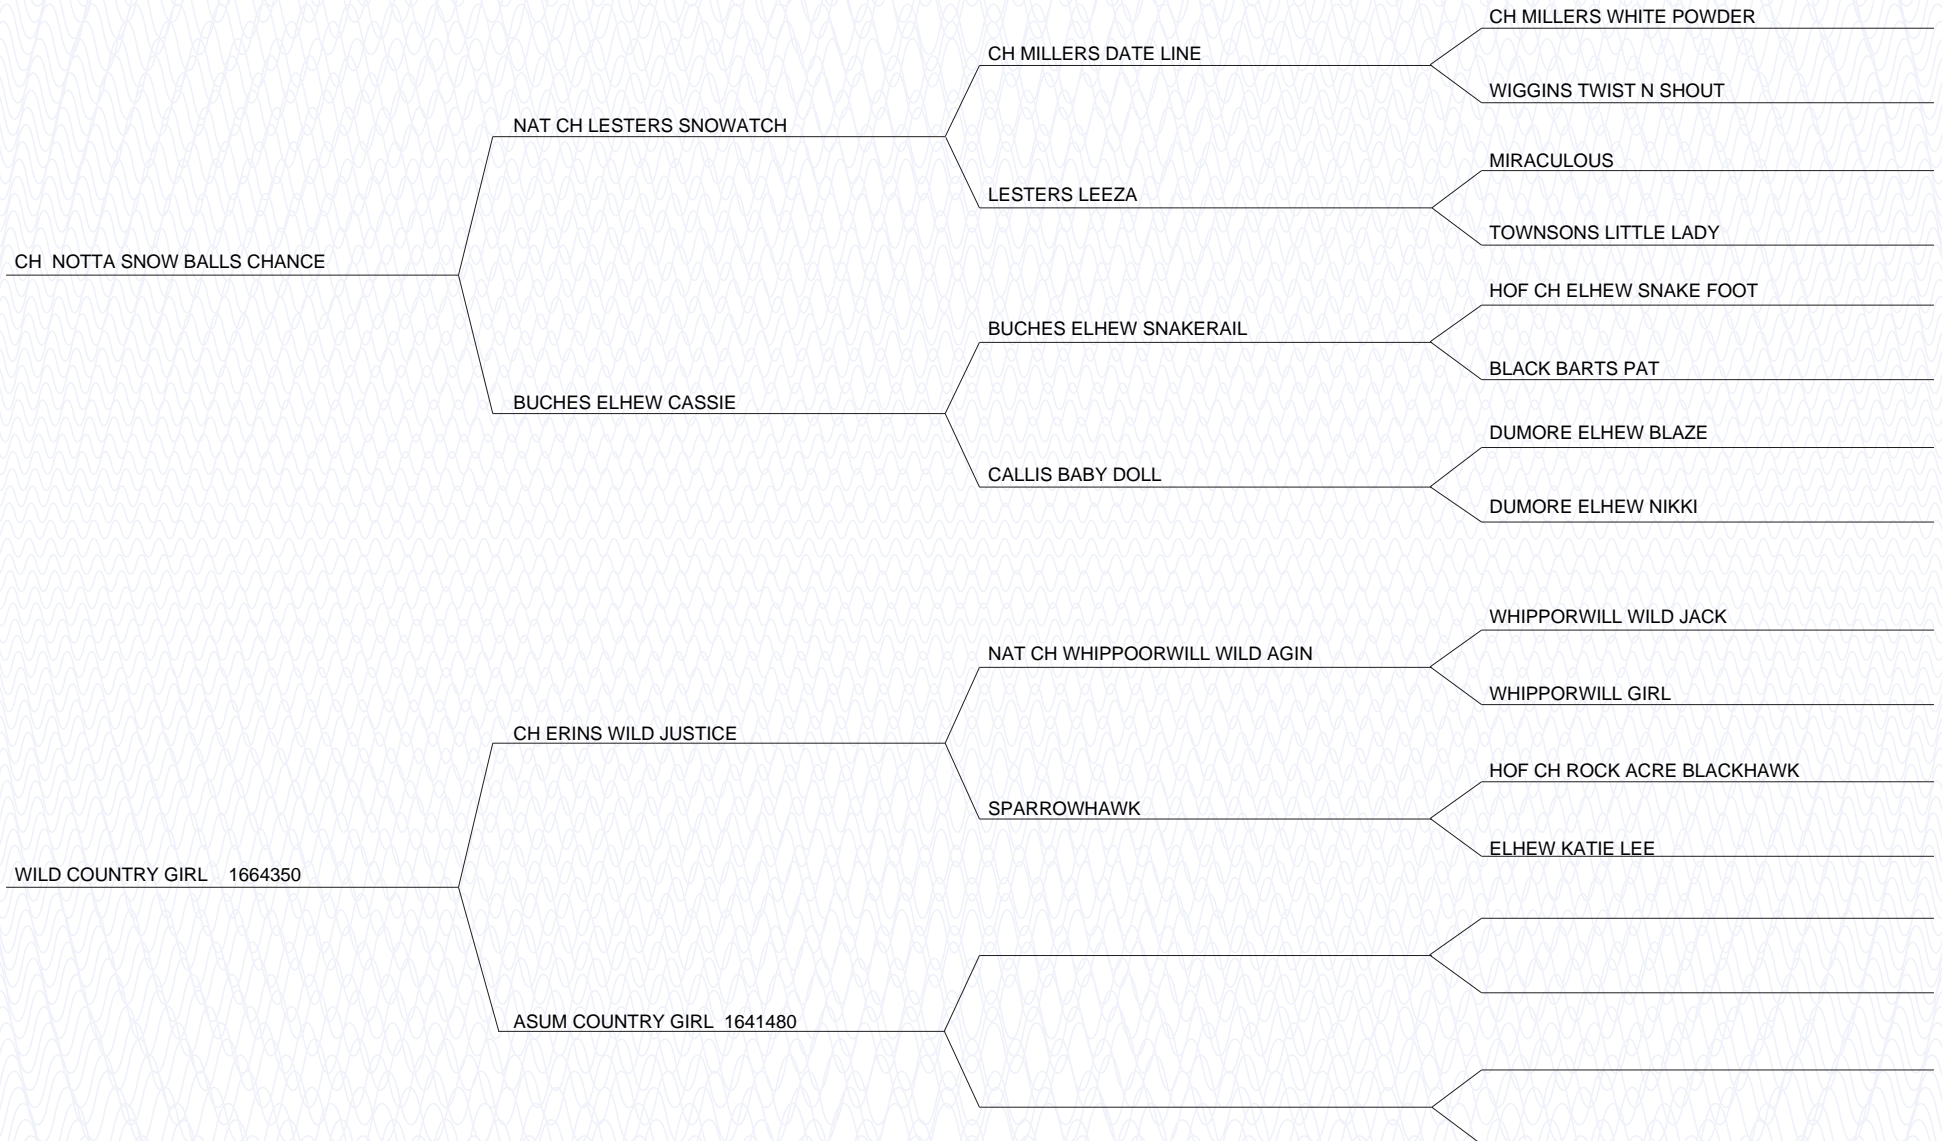 CH MILLERS WHITE POWDER
CH MILLERS DATE LINE
WIGGINS TWIST N SHOUT
NAT CH LESTERS SNOWATCH
MIRACULOUS
LESTERS LEEZA
TOWNSONS LITTLE LADY
CH  NOTTA SNOW BALLS CHANCE
HOF CH ELHEW SNAKE FOOT
BUCHES ELHEW SNAKERAIL
BLACK BARTS PAT
BUCHES ELHEW CASSIE
DUMORE ELHEW BLAZE
CALLIS BABY DOLL
DUMORE ELHEW NIKKI
WHIPPORWILL WILD JACK
NAT CH WHIPPOORWILL WILD AGIN
WHIPPORWILL GIRL
CH ERINS WILD JUSTICE
HOF CH ROCK ACRE BLACKHAWK
SPARROWHAWK
ELHEW KATIE LEE
WILD COUNTRY GIRL    1664350
ASUM COUNTRY GIRL  1641480